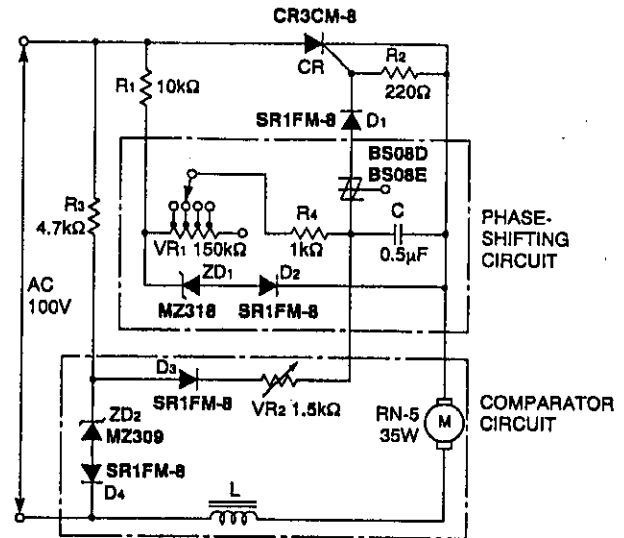 CR3CM-8
CR
R2
220Ω
R1
10kΩ
SR1FM-8
D1
BS08D
BS08E
R3
4.7kΩ
R4
1kΩ
C
0.5μF
PHASE-
SHIFTING
CIRCUIT
VR1 150kΩ
AC
100V
ZD1
D2
MZ318
SR1FM-8
D3
SR1FM-8
VR2 1.5kΩ
RN-5
35W
M
COMPARATOR
CIRCUIT
ZD2
MZ309
SR1FM-8
D4
L